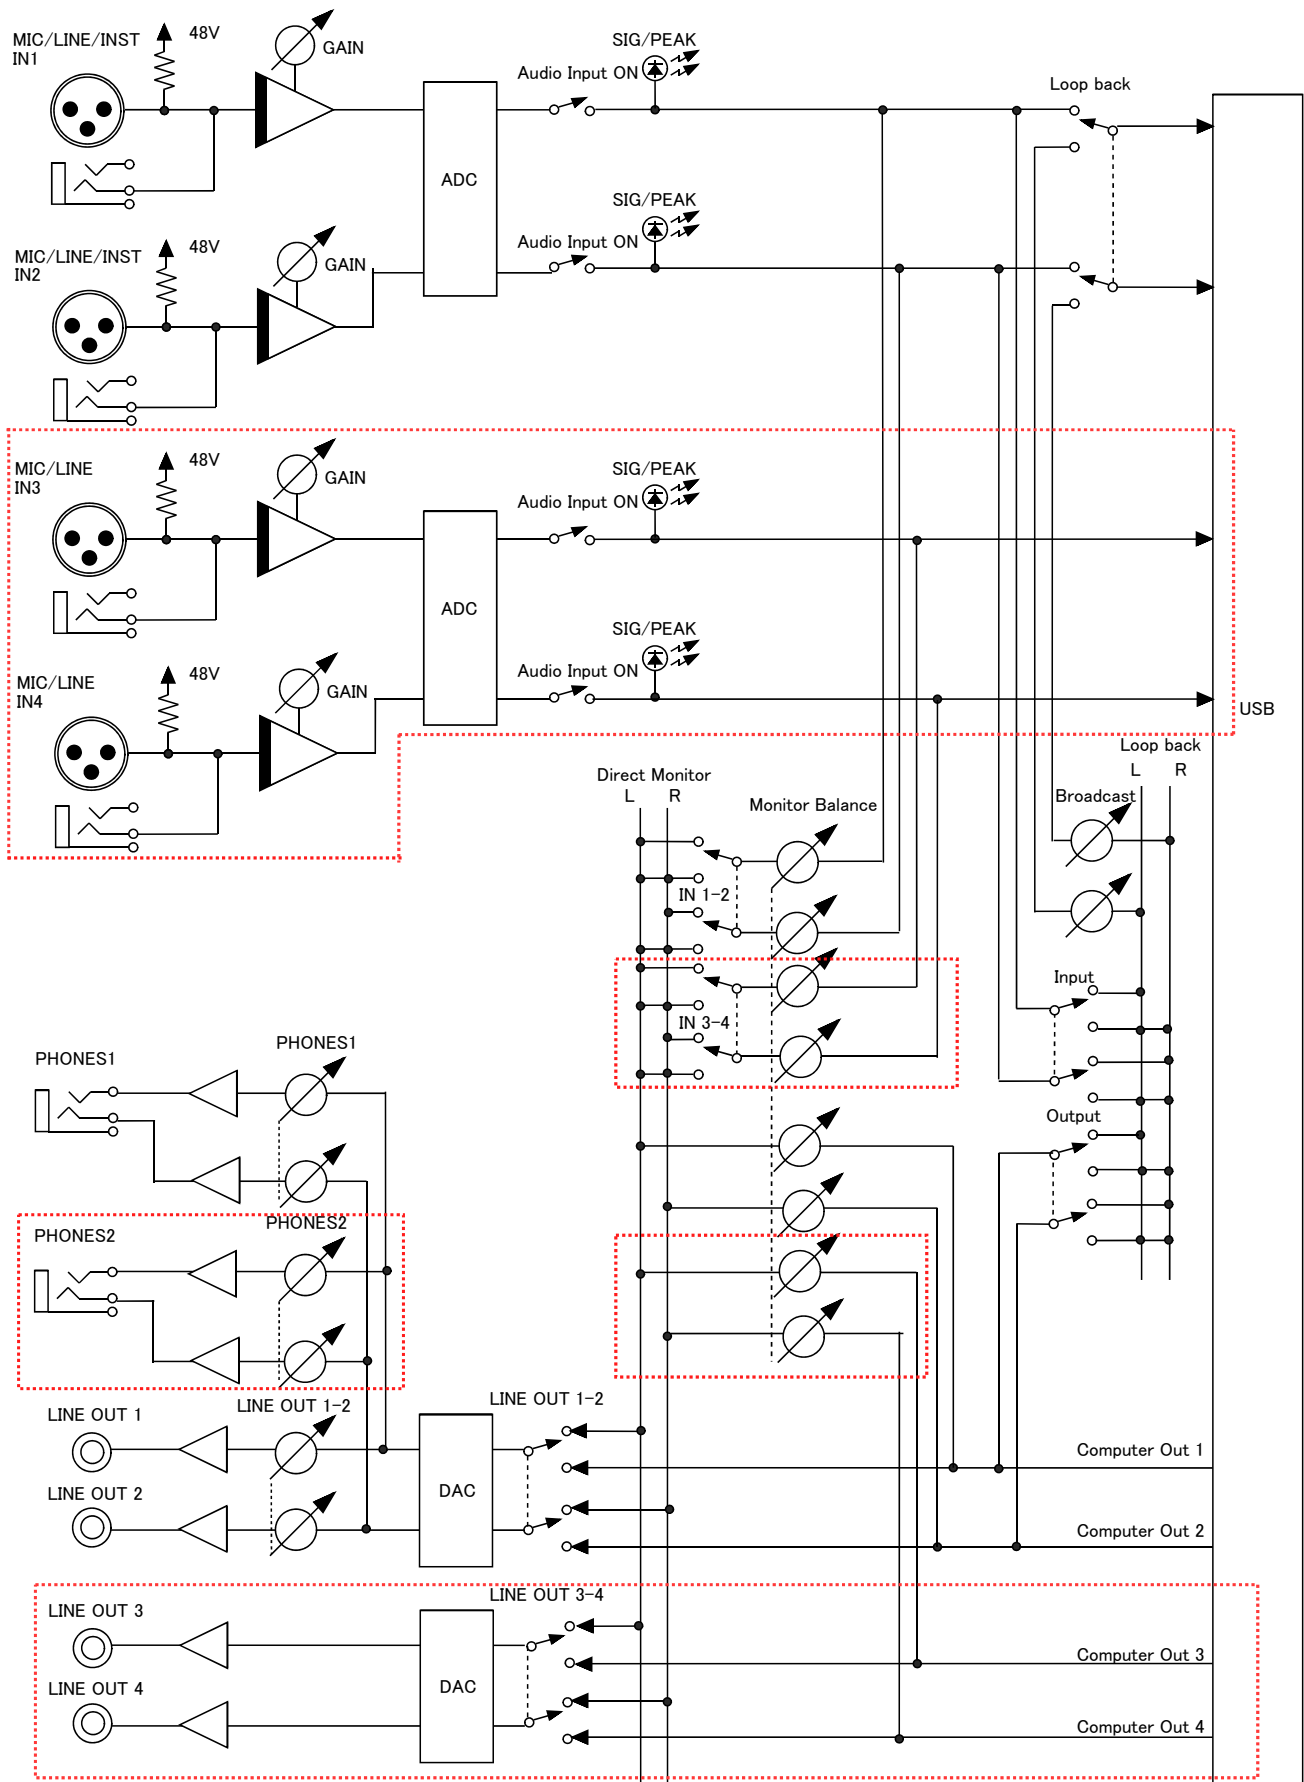 MIC/LINE/INST
IN1
48V
GAIN
SIG/PEAK
Audio Input ON
Loop back
ADC
MIC/LINE/INST
IN2
48V
GAIN
SIG/PEAK
Audio Input ON
MIC/LINE
IN3
48V
GAIN
SIG/PEAK
Audio Input ON
ADC
MIC/LINE
IN4
48V
GAIN
SIG/PEAK
Audio Input ON
USB
Loop back
L R
Direct Monitor
L R
Monitor Balance
Broadcast
IN 1-2
IN 3-4
Input
Output
PHONES1
PHONES1
PHONES2
PHONES2
LINE OUT 1
LINE OUT 1-2
LINE OUT 1-2
Computer Out 1
LINE OUT 2
DAC
Computer Out 2
LINE OUT 3
LINE OUT 3-4
Computer Out 3
LINE OUT 4
DAC
Computer Out 4